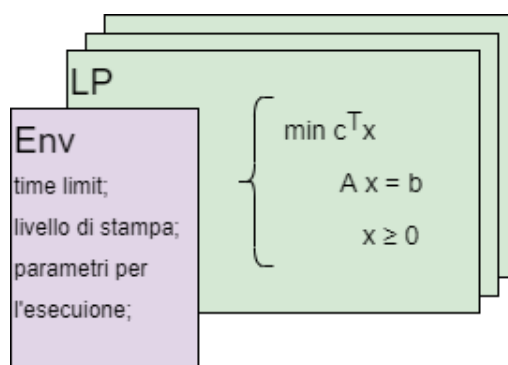 LP
min cᵀx
A x = b
x ≥ 0
Env
time limit;
livello di stampa;
parametri per
l'esecuione;